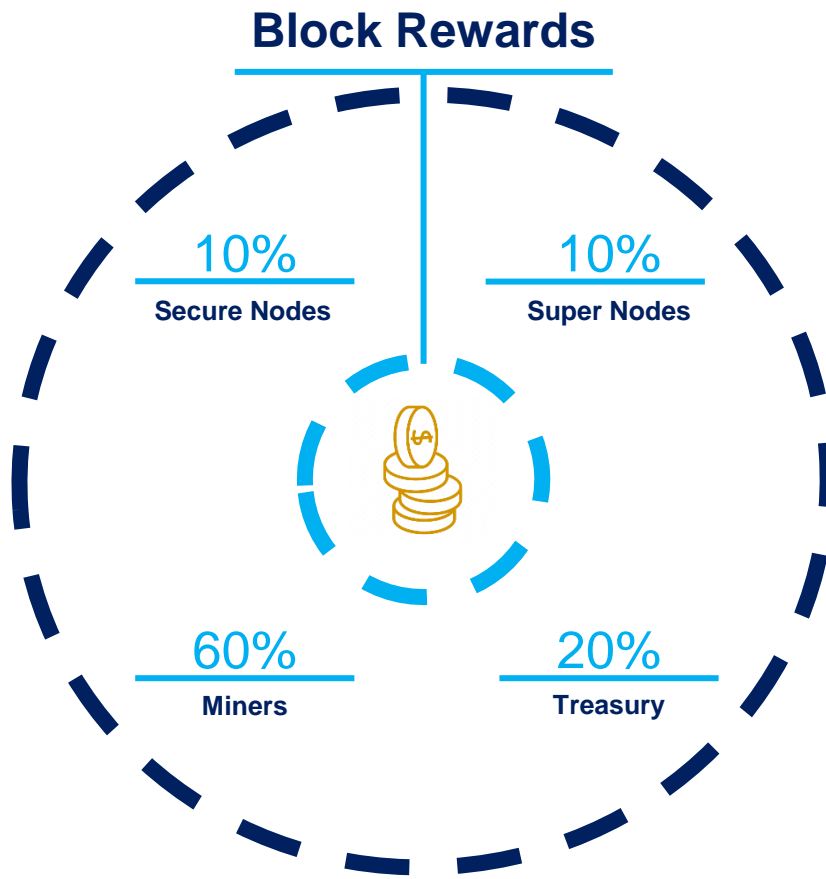 Block Rewards
10%
Secure Nodes
10%
Super Nodes
$
60%
Miners
20%
Treasury